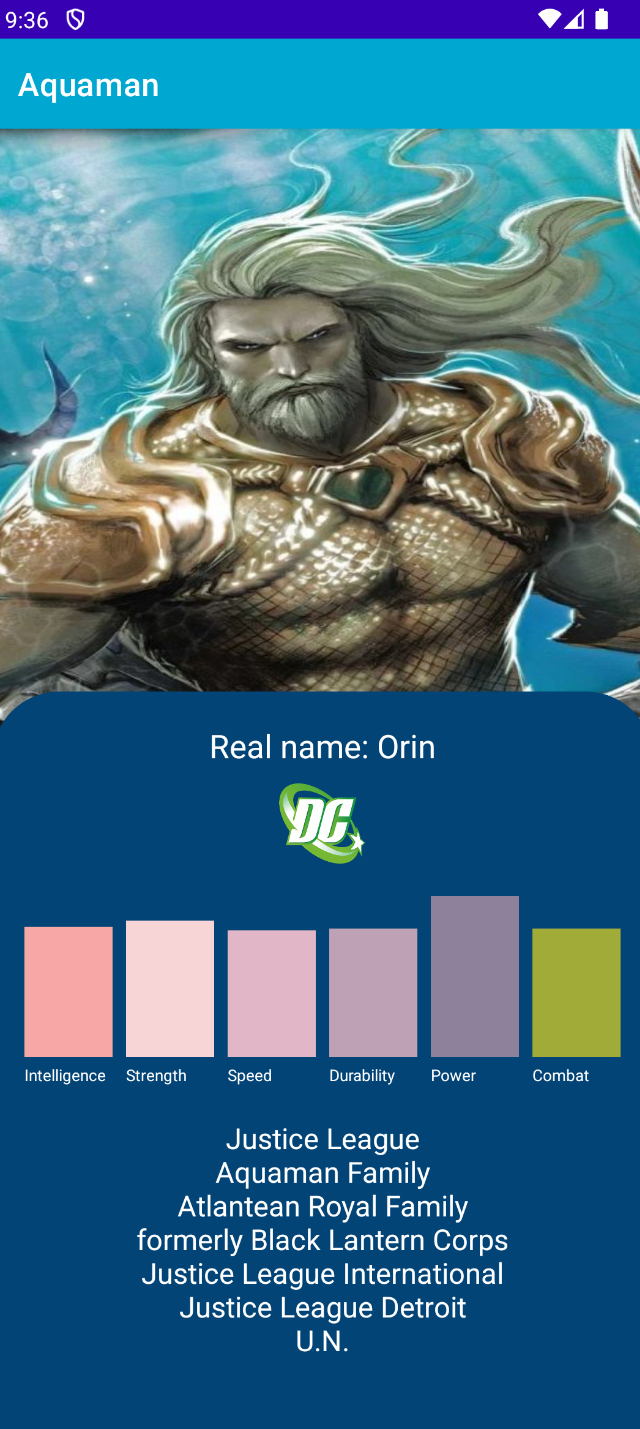 9:36
Aquaman
Real name: Orin
DC
Intelligence Strength Speed Durability Power Combat
Justice League
Aquaman Family
Atlantean Royal Family
formerly Black Lantern Corps
Justice League International
Justice League Detroit
U.N.